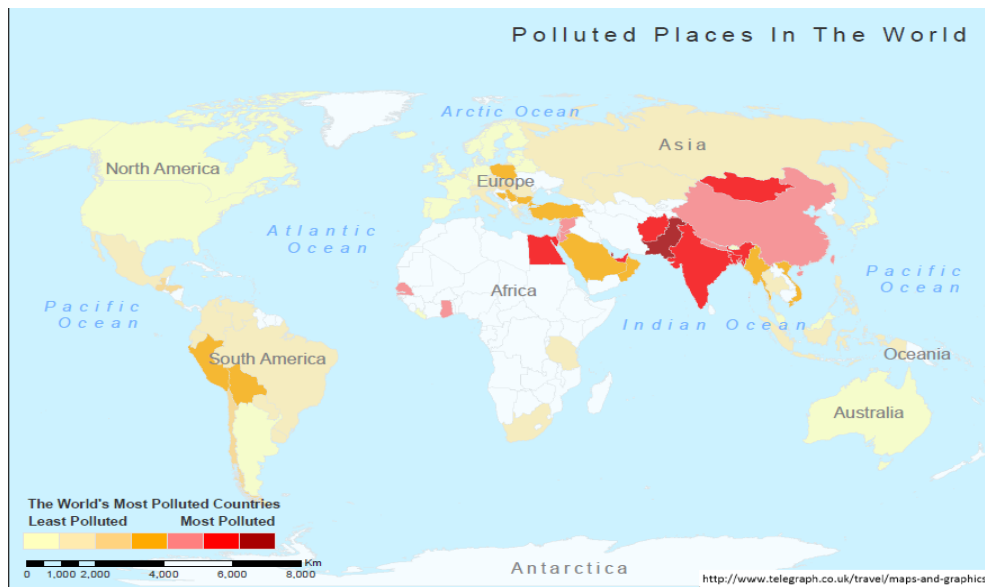 Polluted Places In The World
Arctic Ocean
Asia
North America
Europe
Atlantic
Ocean
Pacific
Ocean
Africa
Pacific
Ocean
Indian Ocean
South America
Oceania
Australia
The World's Most Polluted Countries
Least Polluted Most Polluted
Km
0 1,000 2,000 4,000 6,000 8,000
Antarctica
http://www.telegraph.co.uk/travel/maps-and-graphics